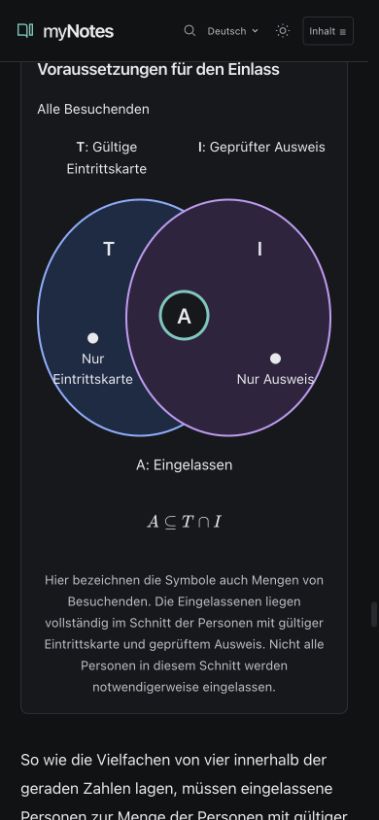 myNotes
Deutsch
Inhalt ≡
Voraussetzungen für den Einlass
Alle Besuchenden
T: Gültige
Eintrittskarte
I: Geprüfter Ausweis
T
I
A
Nur
Eintrittskarte
Nur Ausweis
A: Eingelassen
A ⊆ T ∩ I
Hier bezeichnen die Symbole auch Mengen von
Besuchenden. Die Eingelassenen liegen
vollständig im Schnitt der Personen mit gültiger
Eintrittskarte und geprüftem Ausweis. Nicht alle
Personen in diesem Schnitt werden
notwendigerweise eingelassen.
So wie die Vielfachen von vier innerhalb der
geraden Zahlen lagen, müssen eingelassene
Personen zur Menge der Personen mit gültiger